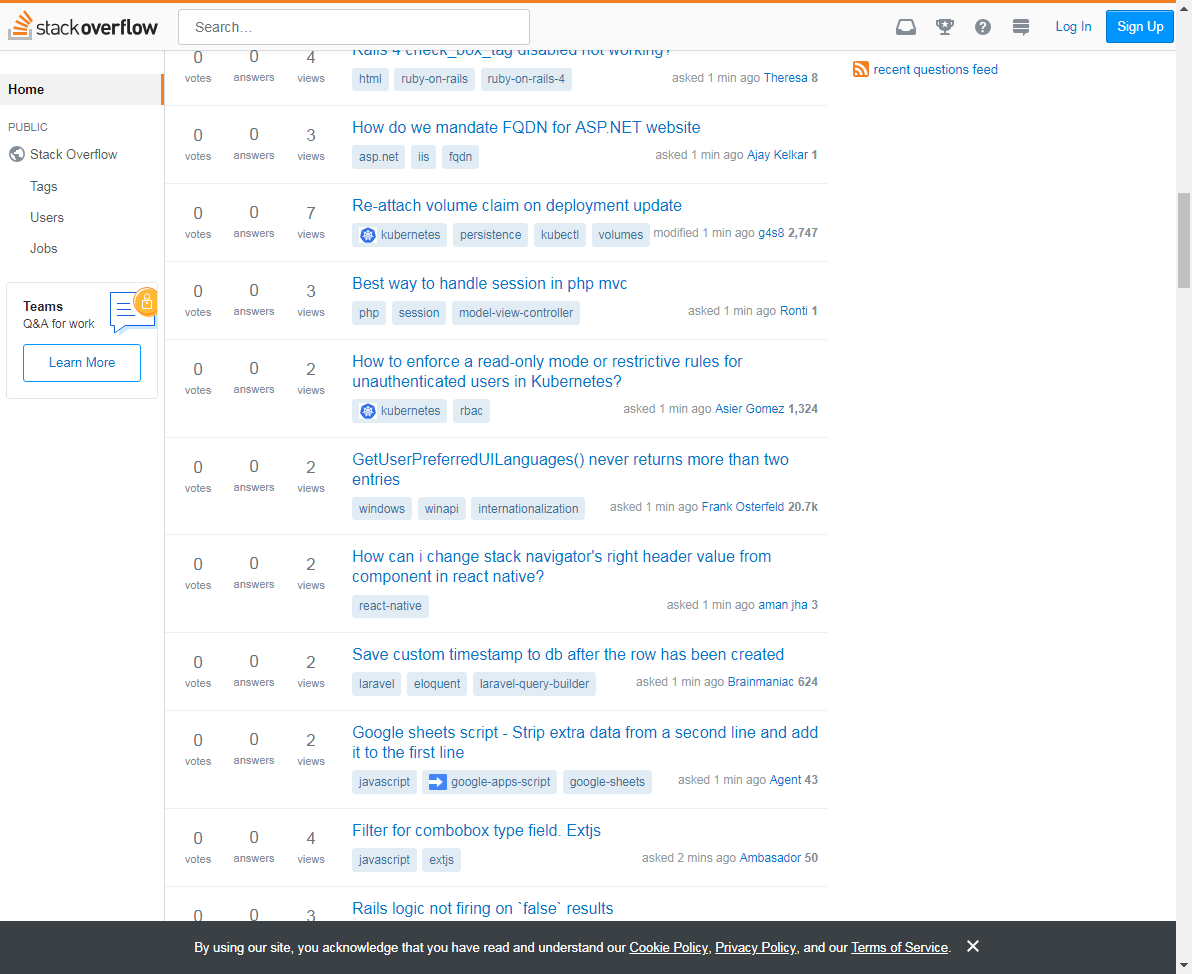 stackoverflow
Search…
Log In
Sign Up
Home
PUBLIC
Stack Overflow
Tags
Users
Jobs
Teams
Q&A for work
Learn More
Rails 4 check_box_tag disabled not working?
0 0 4
votes answers views
html ruby-on-rails ruby-on-rails-4
asked 1 min ago Theresa 8
How do we mandate FQDN for ASP.NET website
0 0 3
votes answers views
asp.net iis fqdn
asked 1 min ago Ajay Kelkar 1
Re-attach volume claim on deployment update
0 0 7
votes answers views
kubernetes persistence kubectl volumes
modified 1 min ago g4s8 2,747
Best way to handle session in php mvc
0 0 3
votes answers views
php session model-view-controller
asked 1 min ago Ronti 1
How to enforce a read-only mode or restrictive rules for
unauthenticated users in Kubernetes?
0 0 2
votes answers views
kubernetes rbac
asked 1 min ago Asier Gomez 1,324
GetUserPreferredUILanguages() never returns more than two
entries
0 0 2
votes answers views
windows winapi internationalization
asked 1 min ago Frank Osterfeld 20.7k
How can i change stack navigator's right header value from
component in react native?
0 0 2
votes answers views
react-native
asked 1 min ago aman jha 3
Save custom timestamp to db after the row has been created
0 0 2
votes answers views
laravel eloquent laravel-query-builder
asked 1 min ago Brainmaniac 624
Google sheets script - Strip extra data from a second line and add
it to the first line
0 0 2
votes answers views
javascript google-apps-script google-sheets
asked 1 min ago Agent 43
Filter for combobox type field. Extjs
0 0 4
votes answers views
javascript extjs
asked 2 mins ago Ambasador 50
Rails logic not firing on `false` results
0 0 3
recent questions feed
By using our site, you acknowledge that you have read and understand our Cookie Policy, Privacy Policy, and our Terms of Service.